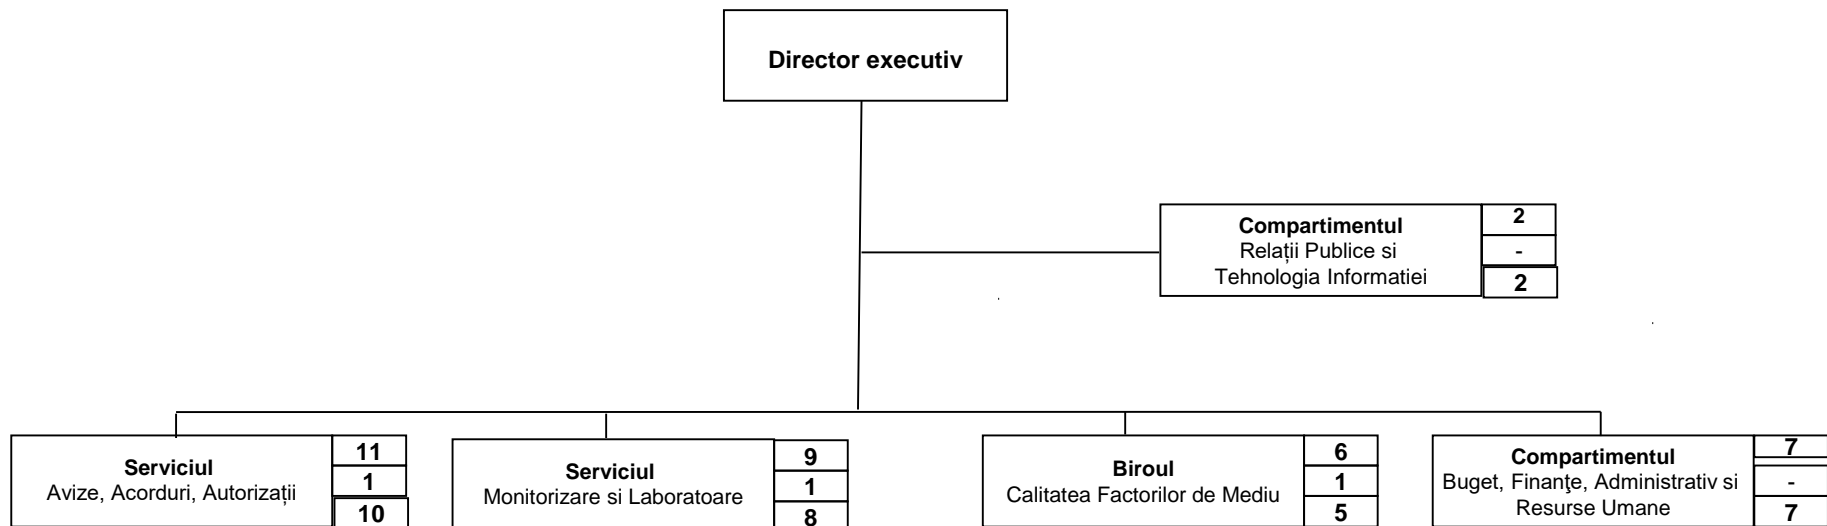 Director executiv
Compartimentul
Relații Publice si
Tehnologia Informatiei
2
-
2
Serviciul
Avize, Acorduri, Autorizații
11
1
10
Serviciul
Monitorizare si Laboratoare
9
1
8
Biroul
Calitatea Factorilor de Mediu
6
1
5
Compartimentul
Buget, Finanţe, Administrativ si
Resurse Umane
7
-
7